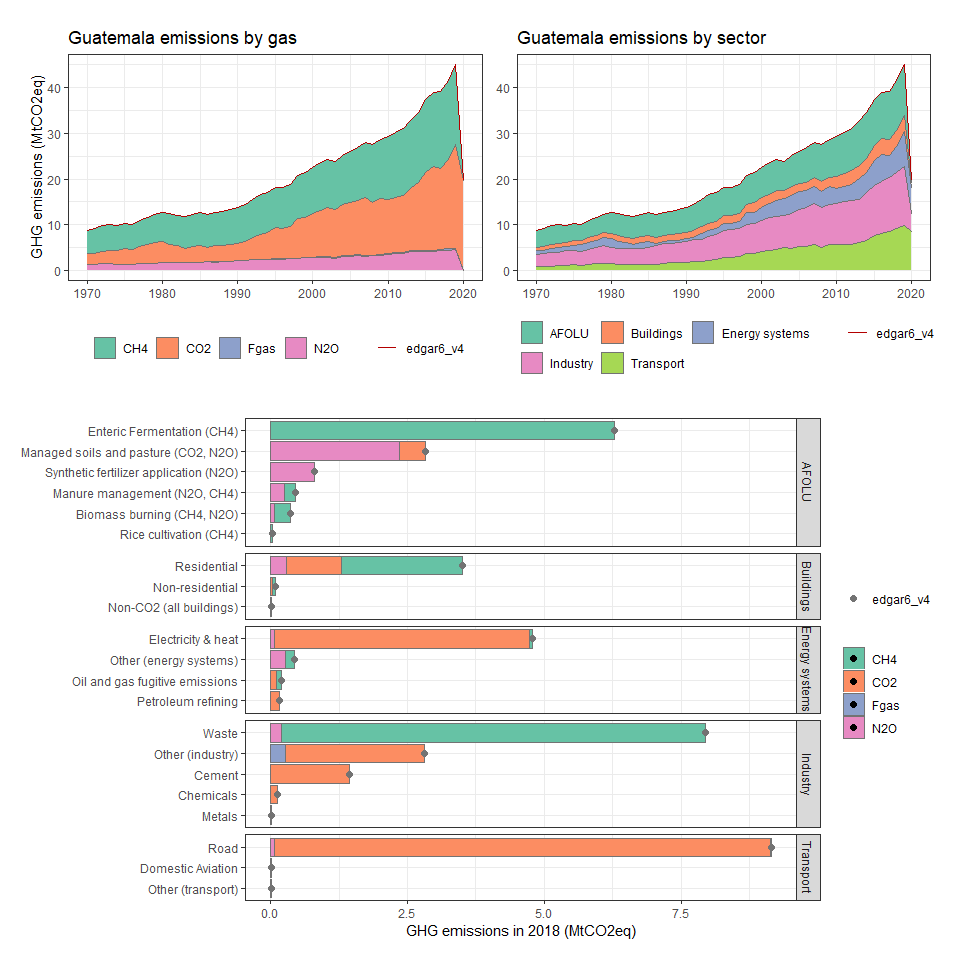 Guatemala emissions by gas
GHG emissions (MtCO2eq)
40
30
20
10
0
1970 1980 1990 2000 2010 2020
CH4 CO2 Fgas N2O edgar6_v4
Guatemala emissions by sector
40
30
20
10
0
1970 1980 1990 2000 2010 2020
AFOLU Buildings Energy systems edgar6_v4
Industry Transport
Enteric Fermentation (CH4)
Managed soils and pasture (CO2, N2O)
Synthetic fertilizer application (N2O)
Manure management (N2O, CH4)
Biomass burning (CH4, N2O)
Rice cultivation (CH4)
AFOLU
Residential
Non-residential
Non-CO2 (all buildings)
Buildings
Electricity & heat
Other (energy systems)
Oil and gas fugitive emissions
Petroleum refining
Energy systems
Waste
Other (industry)
Cement
Chemicals
Metals
Industry
Road
Domestic Aviation
Other (transport)
Transport
0.0 2.5 5.0 7.5
GHG emissions in 2018 (MtCO2eq)
edgar6_v4
CH4
CO2
Fgas
N2O